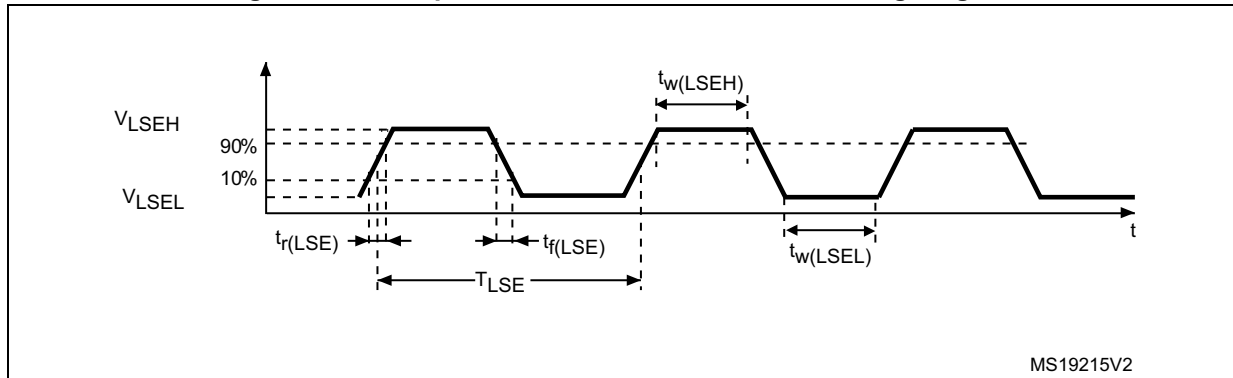 tw(LSEH)
VLSEH
90%
10%
VLSEL
tr(LSE)
tf(LSE)
tw(LSEL)
t
TLSE
MS19215V2